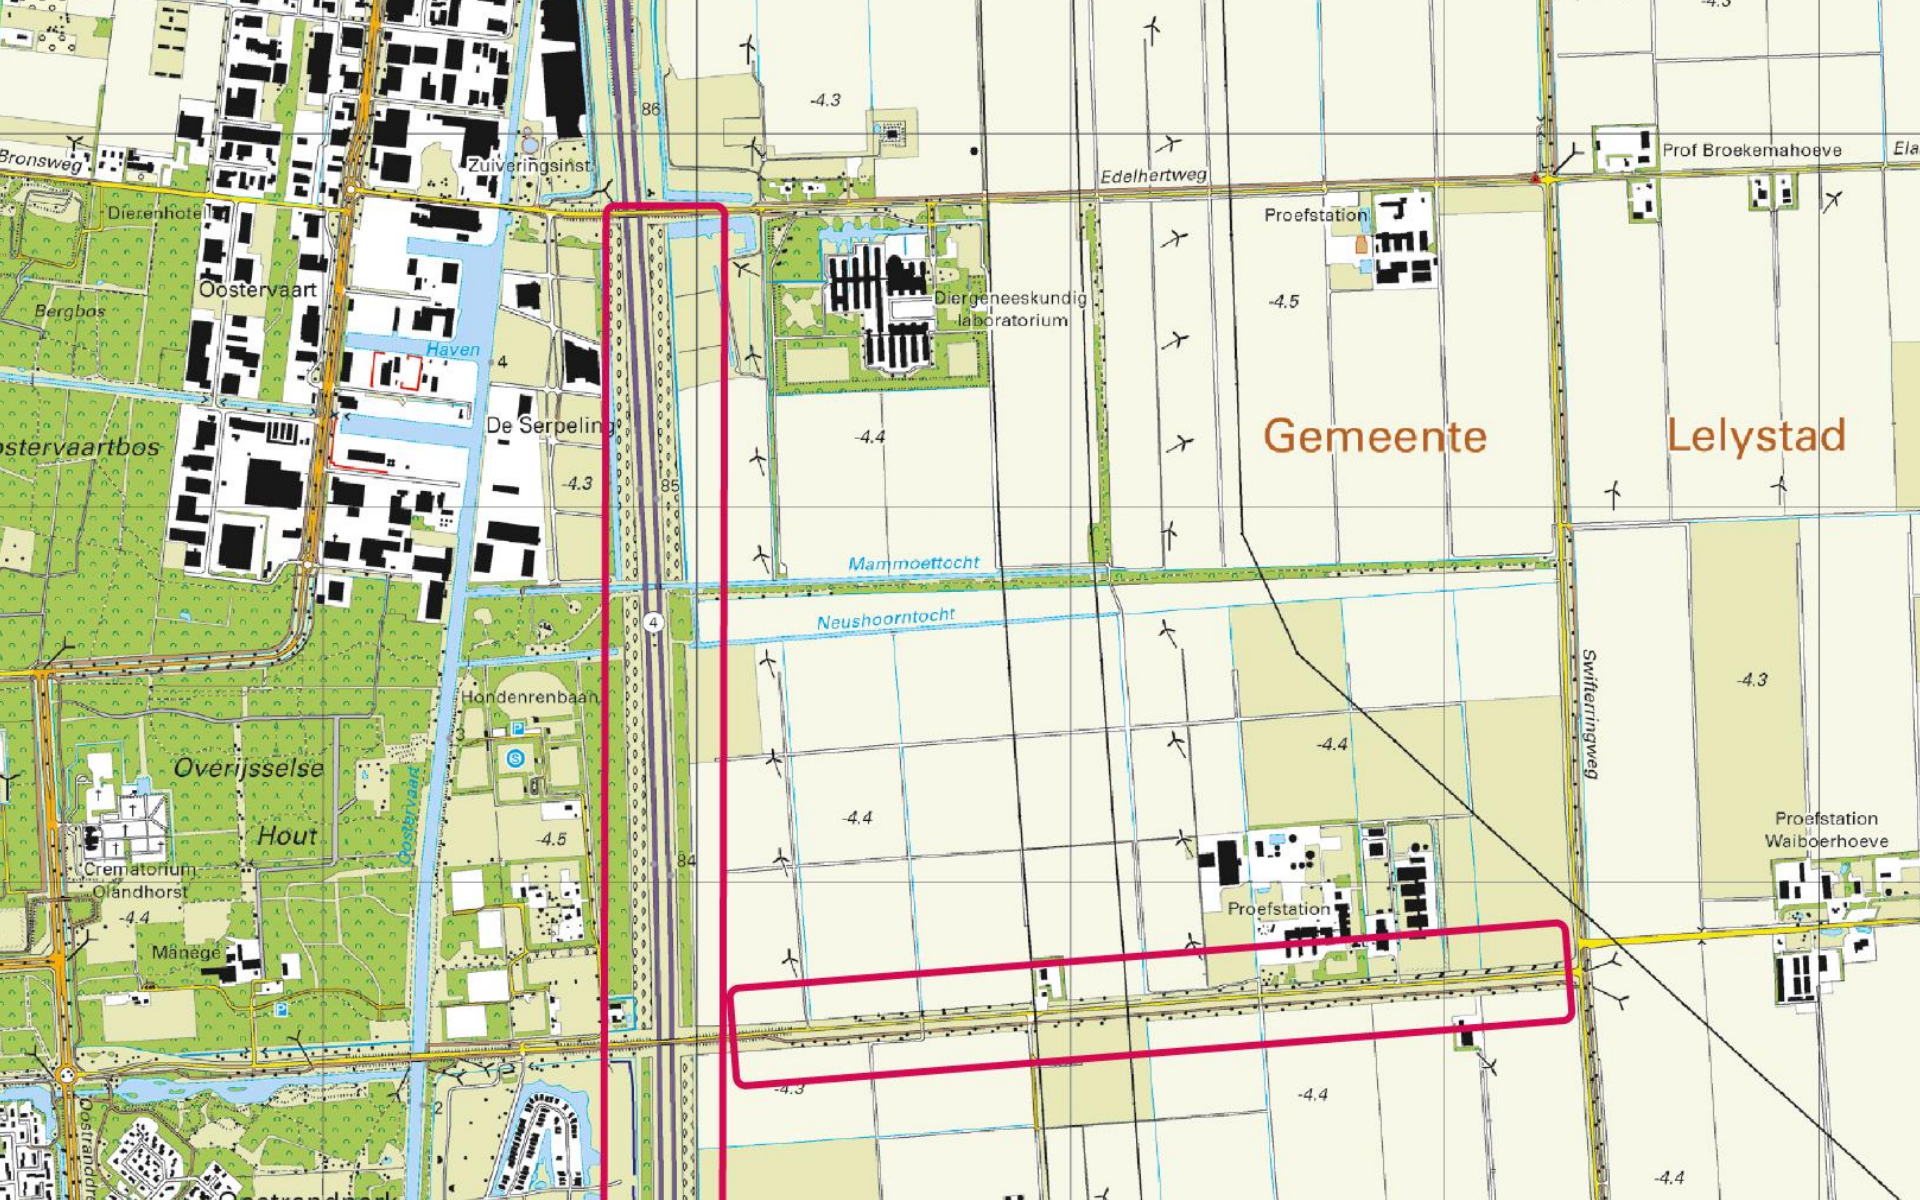 -4.3
86
-4.3
Bronsweg
Zuiveringsinst.
Edelhertweg
Prof Broekemahoeve
Dierenhotel
Proefstation
Oostervaart
Bergbos
Diergeneeskundig
laboratorium
-4.5
Haven
4
De Serpeling
-4.4
Gemeente
Lelystad
-4.3
85
Mammoettocht
Neushoorntocht
4
Hondenrenbaan
P
S
3
Swifterringweg
-4.3
-4.4
Overijsselse
Hout
Oostervaart
-4.5
84
-4.4
Proefstation
Waiboerhoeve
Crematorium
Olandhorst
-4.4
Proefstation
Manege
P
-4.3
-4.4
2
-4.4